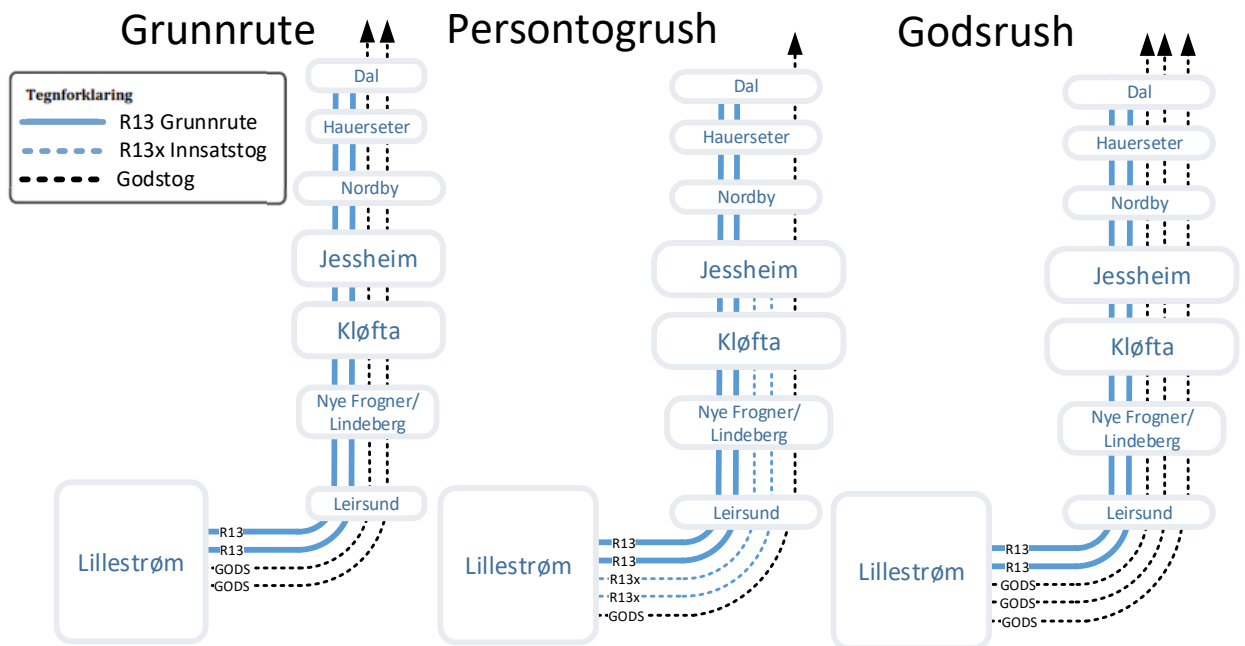 Grunnrute
Tegnforklaring
R13 Grunnrute
R13x Innsatstog
Godstog
Dal
Hauerseter
Nordby
Jessheim
Kløfta
Nye Frogner/
Lindeberg
Leirsund
Lillestrøm
R13
R13
GODS
GODS
Persontogrush
Dal
Hauerseter
Nordby
Jessheim
Kløfta
Nye Frogner/
Lindeberg
Leirsund
Lillestrøm
R13
R13
R13x
R13x
GODS
Godsrush
Dal
Hauerseter
Nordby
Jessheim
Kløfta
Nye Frogner/
Lindeberg
Leirsund
Lillestrøm
R13
R13
GODS
GODS
GODS